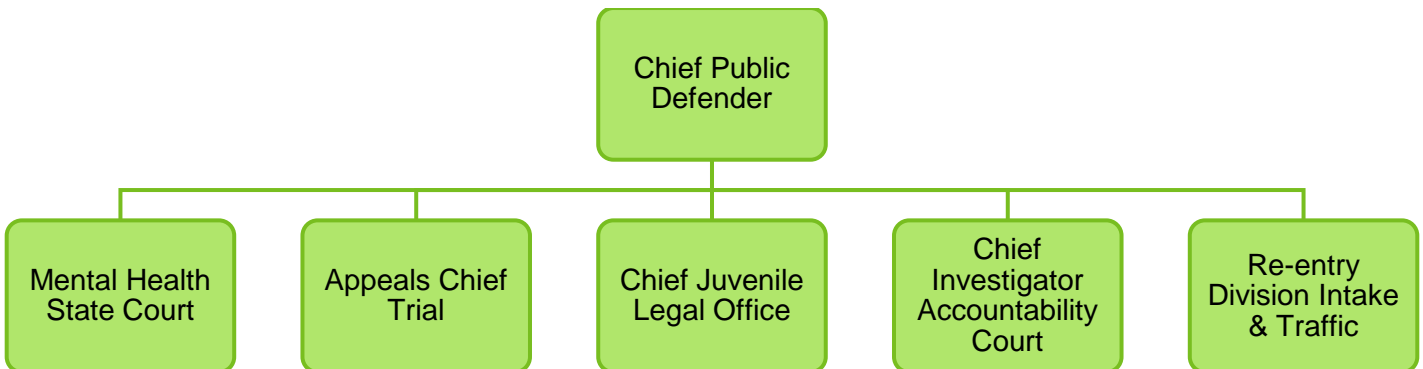 Chief Public
Defender
Mental Health
State Court
Appeals Chief
Trial
Chief Juvenile
Legal Office
Chief
Investigator
Accountability
Court
Re-entry
Division Intake
& Traffic